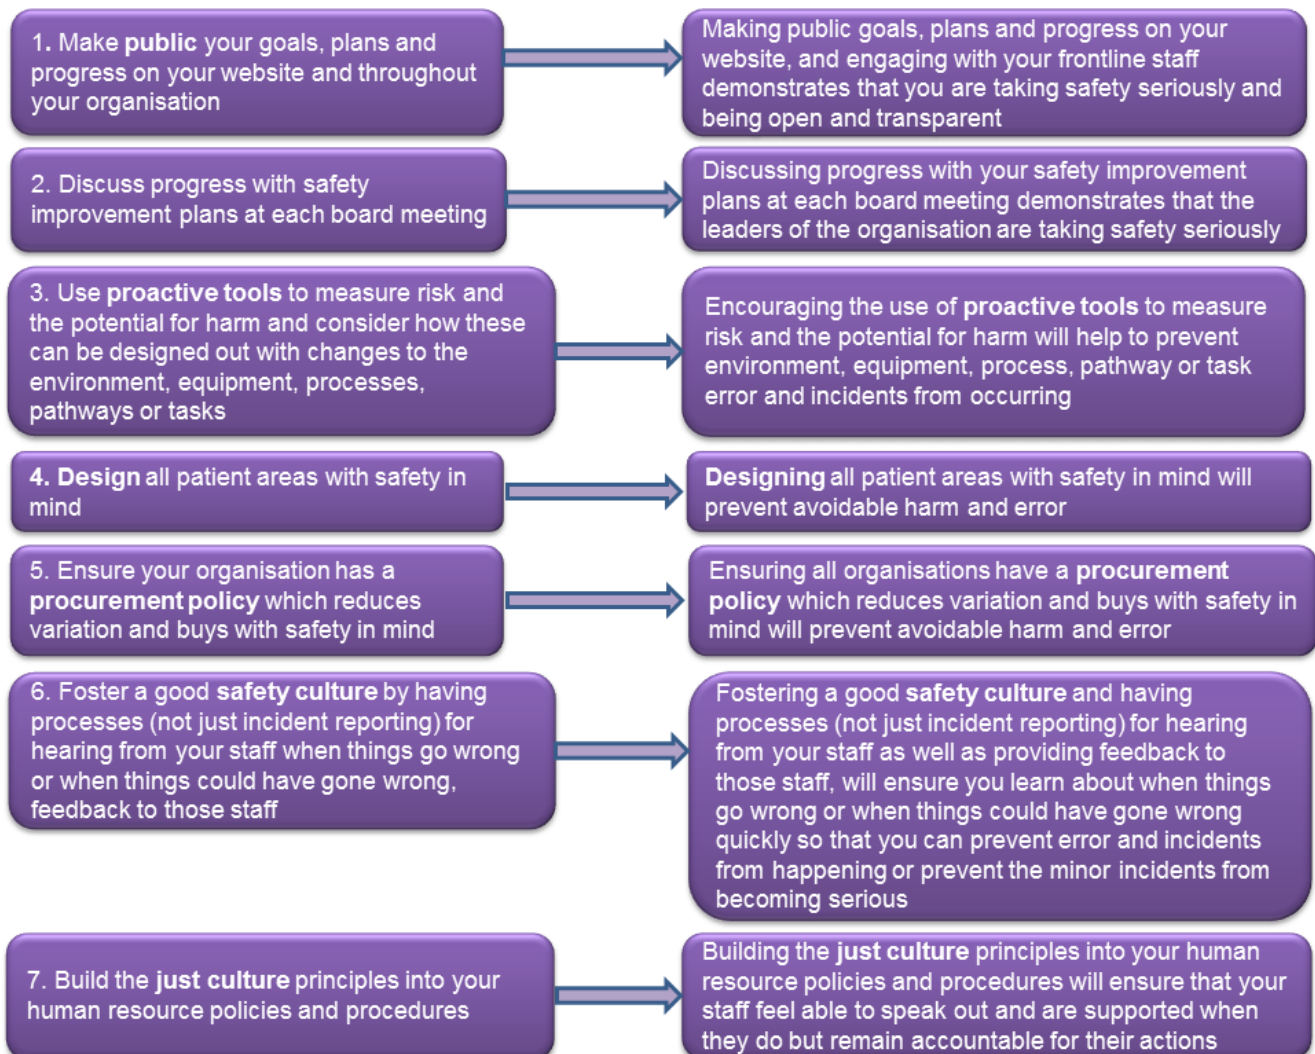 1. Make public your goals, plans and
progress on your website and throughout
your organisation
Making public goals, plans and progress on your
website, and engaging with your frontline staff
demonstrates that you are taking safety seriously and
being open and transparent
2. Discuss progress with safety
improvement plans at each board meeting
Discussing progress with your safety improvement
plans at each board meeting demonstrates that the
leaders of the organisation are taking safety seriously
3. Use proactive tools to measure risk and
the potential for harm and consider how these
can be designed out with changes to the
environment, equipment, processes,
pathways or tasks
Encouraging the use of proactive tools to measure
risk and the potential for harm will help to prevent
environment, equipment, process, pathway or task
error and incidents from occurring
4. Design all patient areas with safety in
mind
Designing all patient areas with safety in mind will
prevent avoidable harm and error
5. Ensure your organisation has a
procurement policy which reduces
variation and buys with safety in mind
Ensuring all organisations have a procurement
policy which reduces variation and buys with safety in
mind will prevent avoidable harm and error
6. Foster a good safety culture by having
processes (not just incident reporting) for
hearing from your staff when things go wrong
or when things could have gone wrong,
feedback to those staff
Fostering a good safety culture and having
processes (not just incident reporting) for hearing
from your staff as well as providing feedback to
those staff, will ensure you learn about when things
go wrong or when things could have gone wrong
quickly so that you can prevent error and incidents
from happening or prevent the minor incidents from
becoming serious
7. Build the just culture principles into your
human resource policies and procedures
Building the just culture principles into your human
resource policies and procedures will ensure that your
staff feel able to speak out and are supported when
they do but remain accountable for their actions